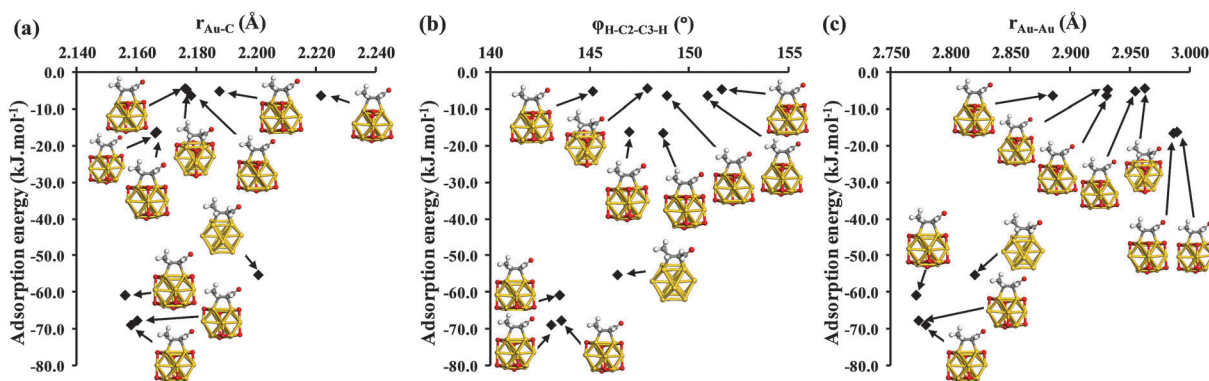 (a)
r_Au-C (Å)
2.140 2.160 2.180 2.200 2.220 2.240
0.0
-10.0
-20.0
-30.0
-40.0
-50.0
-60.0
-70.0
-80.0
Adsorption energy (kJ.mol⁻¹)
(b)
φ_H-C2-C3-H (°)
140 145 150 155
0.0
-10.0
-20.0
-30.0
-40.0
-50.0
-60.0
-70.0
-80.0
Adsorption energy (kJ.mol⁻¹)
(c)
r_Au-Au (Å)
2.750 2.800 2.850 2.900 2.950 3.000
0.0
-10.0
-20.0
-30.0
-40.0
-50.0
-60.0
-70.0
-80.0
Adsorption energy (kJ.mol⁻¹)